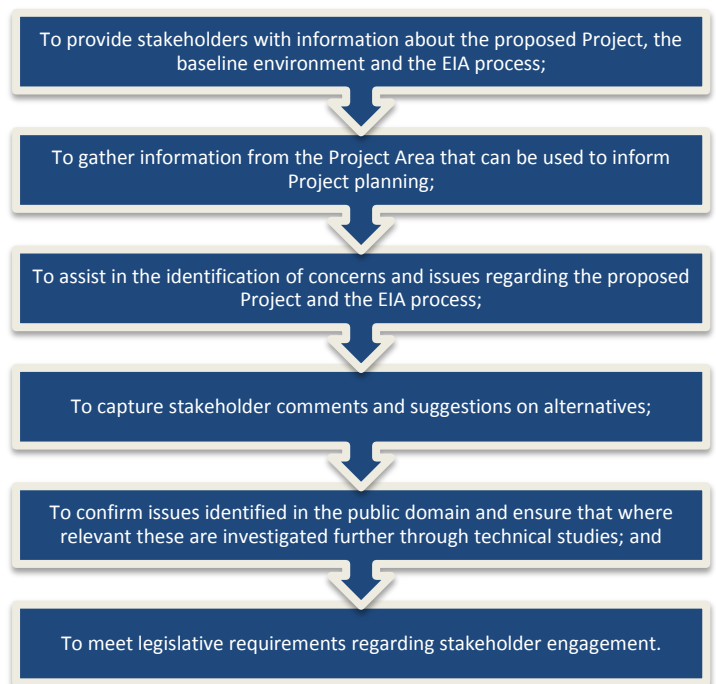 To provide stakeholders with information about the proposed Project, the
baseline environment and the EIA process;
To gather information from the Project Area that can be used to inform
Project planning;
To assist in the identification of concerns and issues regarding the proposed
Project and the EIA process;
To capture stakeholder comments and suggestions on alternatives;
To confirm issues identified in the public domain and ensure that where
relevant these are investigated further through technical studies; and
To meet legislative requirements regarding stakeholder engagement.